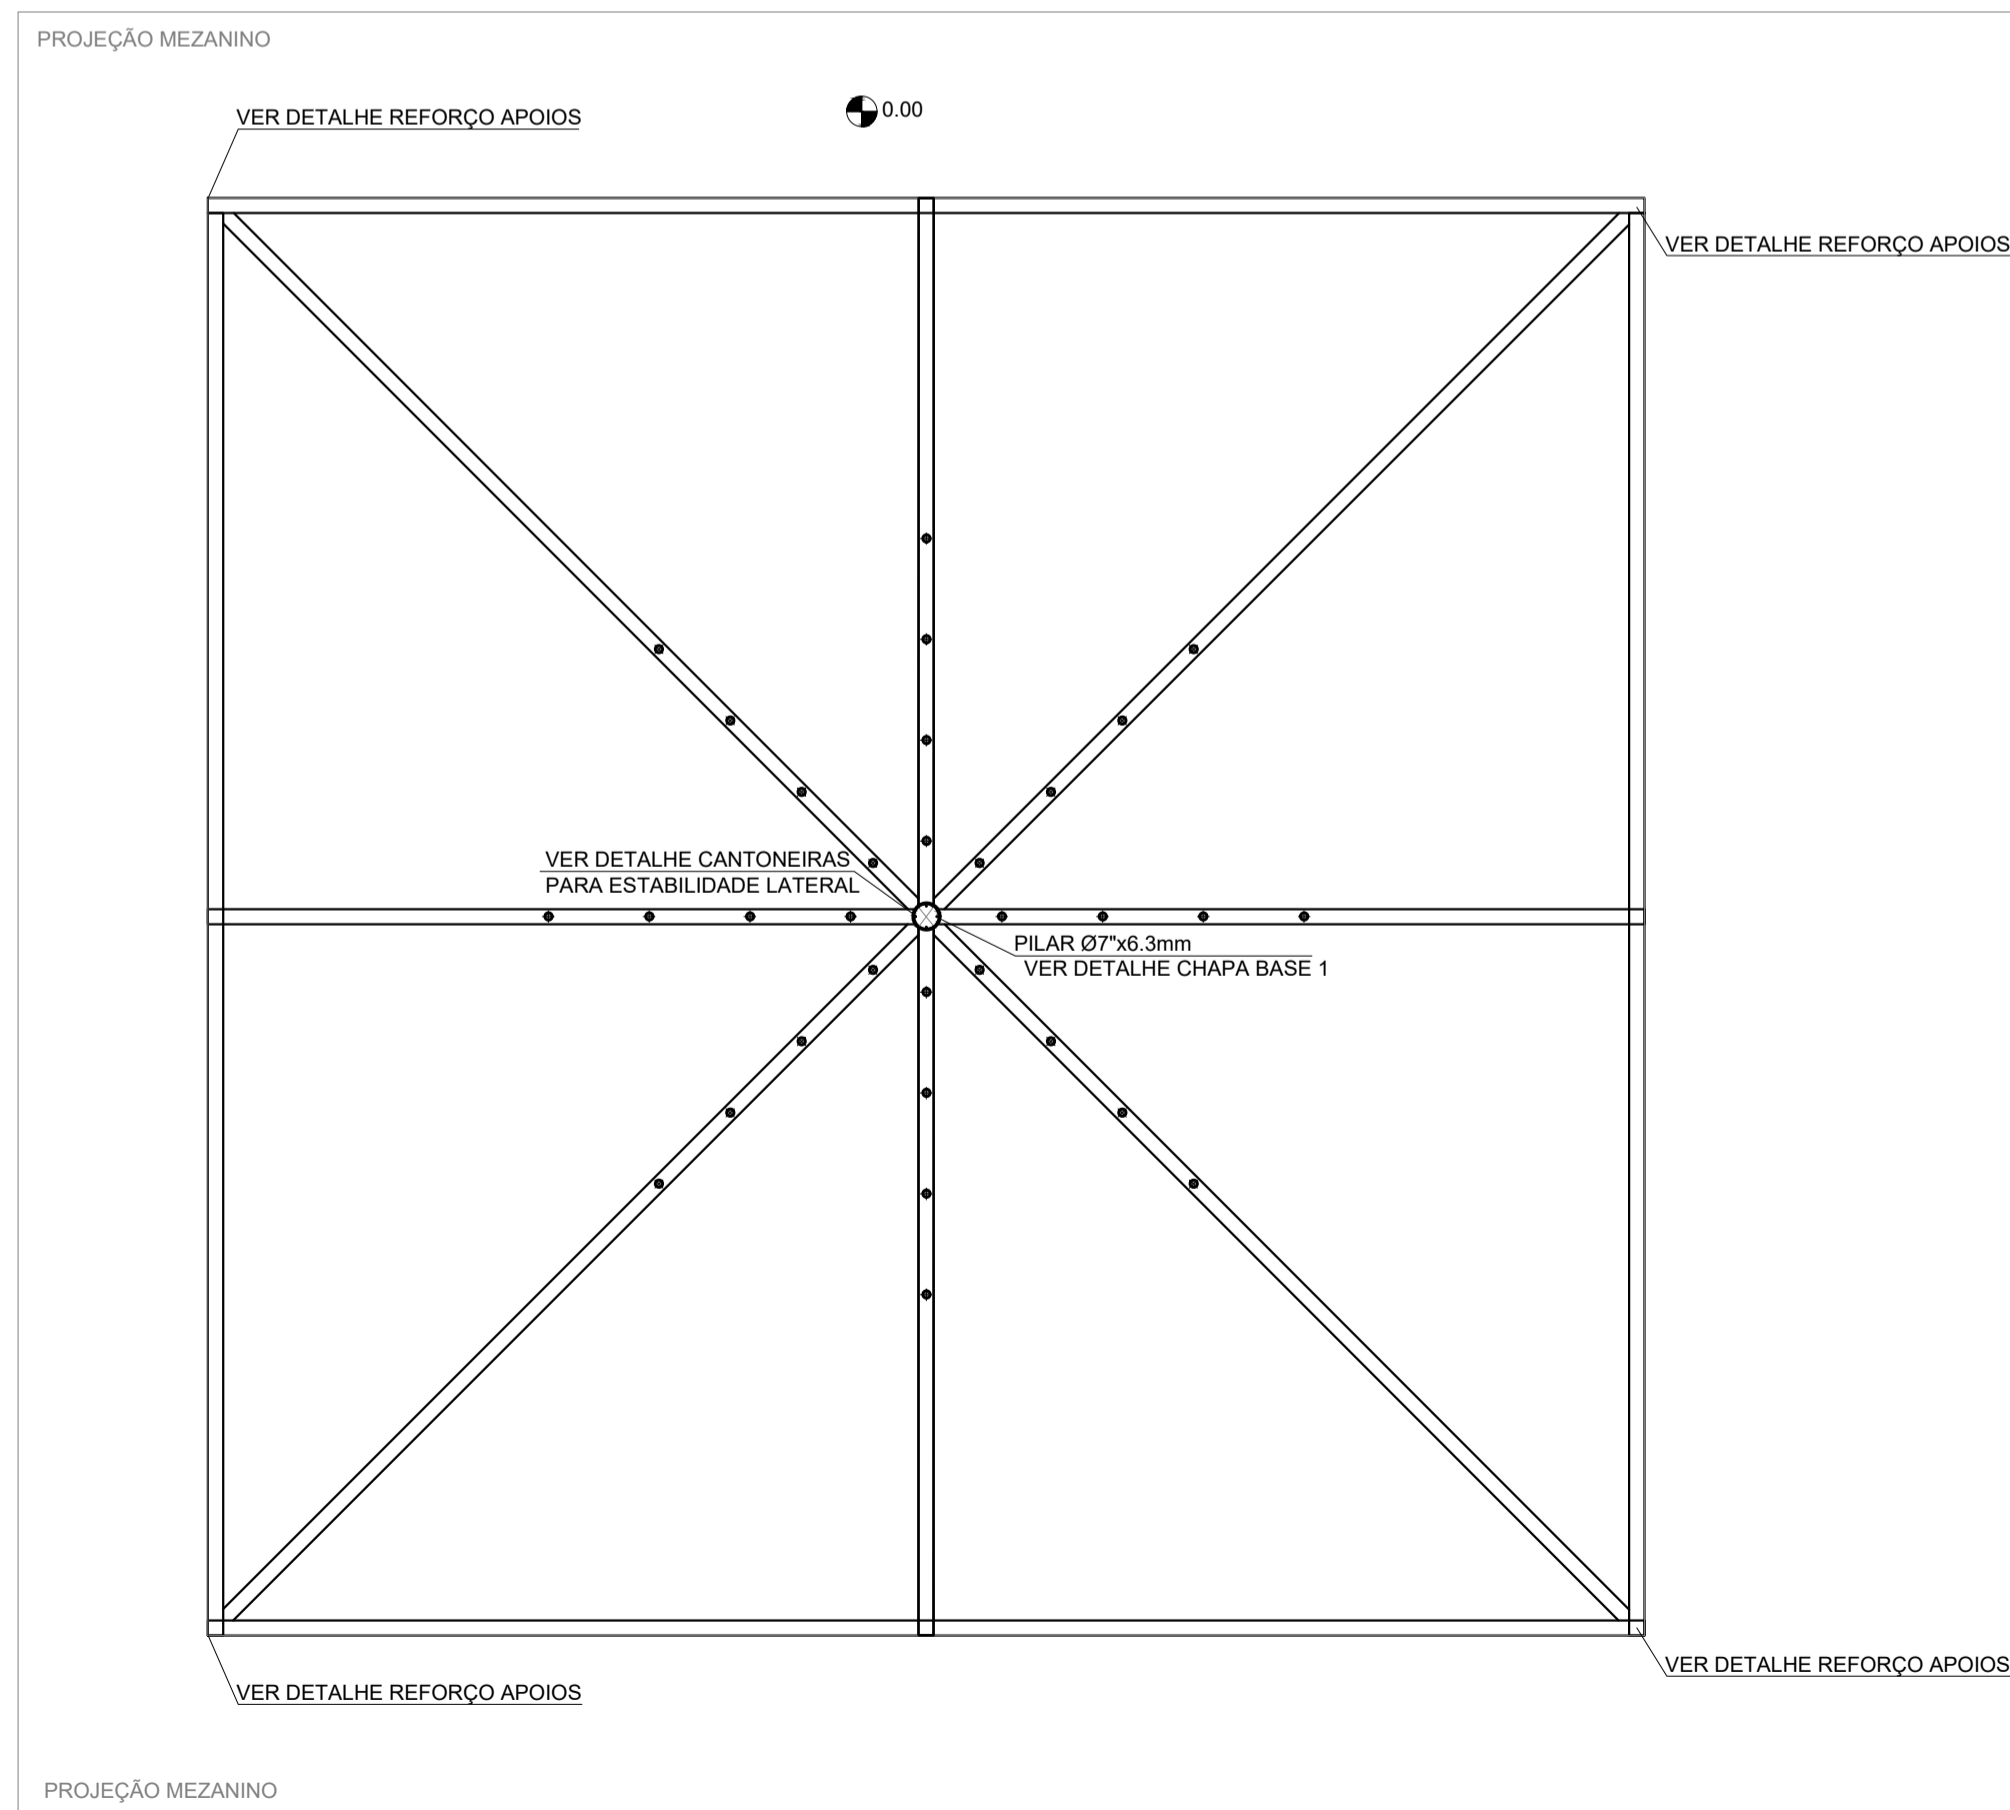 PROJEÇÃO MEZANINO
VER DETALHE REFORÇO APOIOS
0.00
VER DETALHE REFORÇO APOIOS
VER DETALHE CANTONEIRAS
PARA ESTABILIDADE LATERAL
PILAR Ø7"x6.3mm
VER DETALHE CHAPA BASE 1
VER DETALHE REFORÇO APOIOS
VER DETALHE REFORÇO APOIOS
PROJEÇÃO MEZANINO